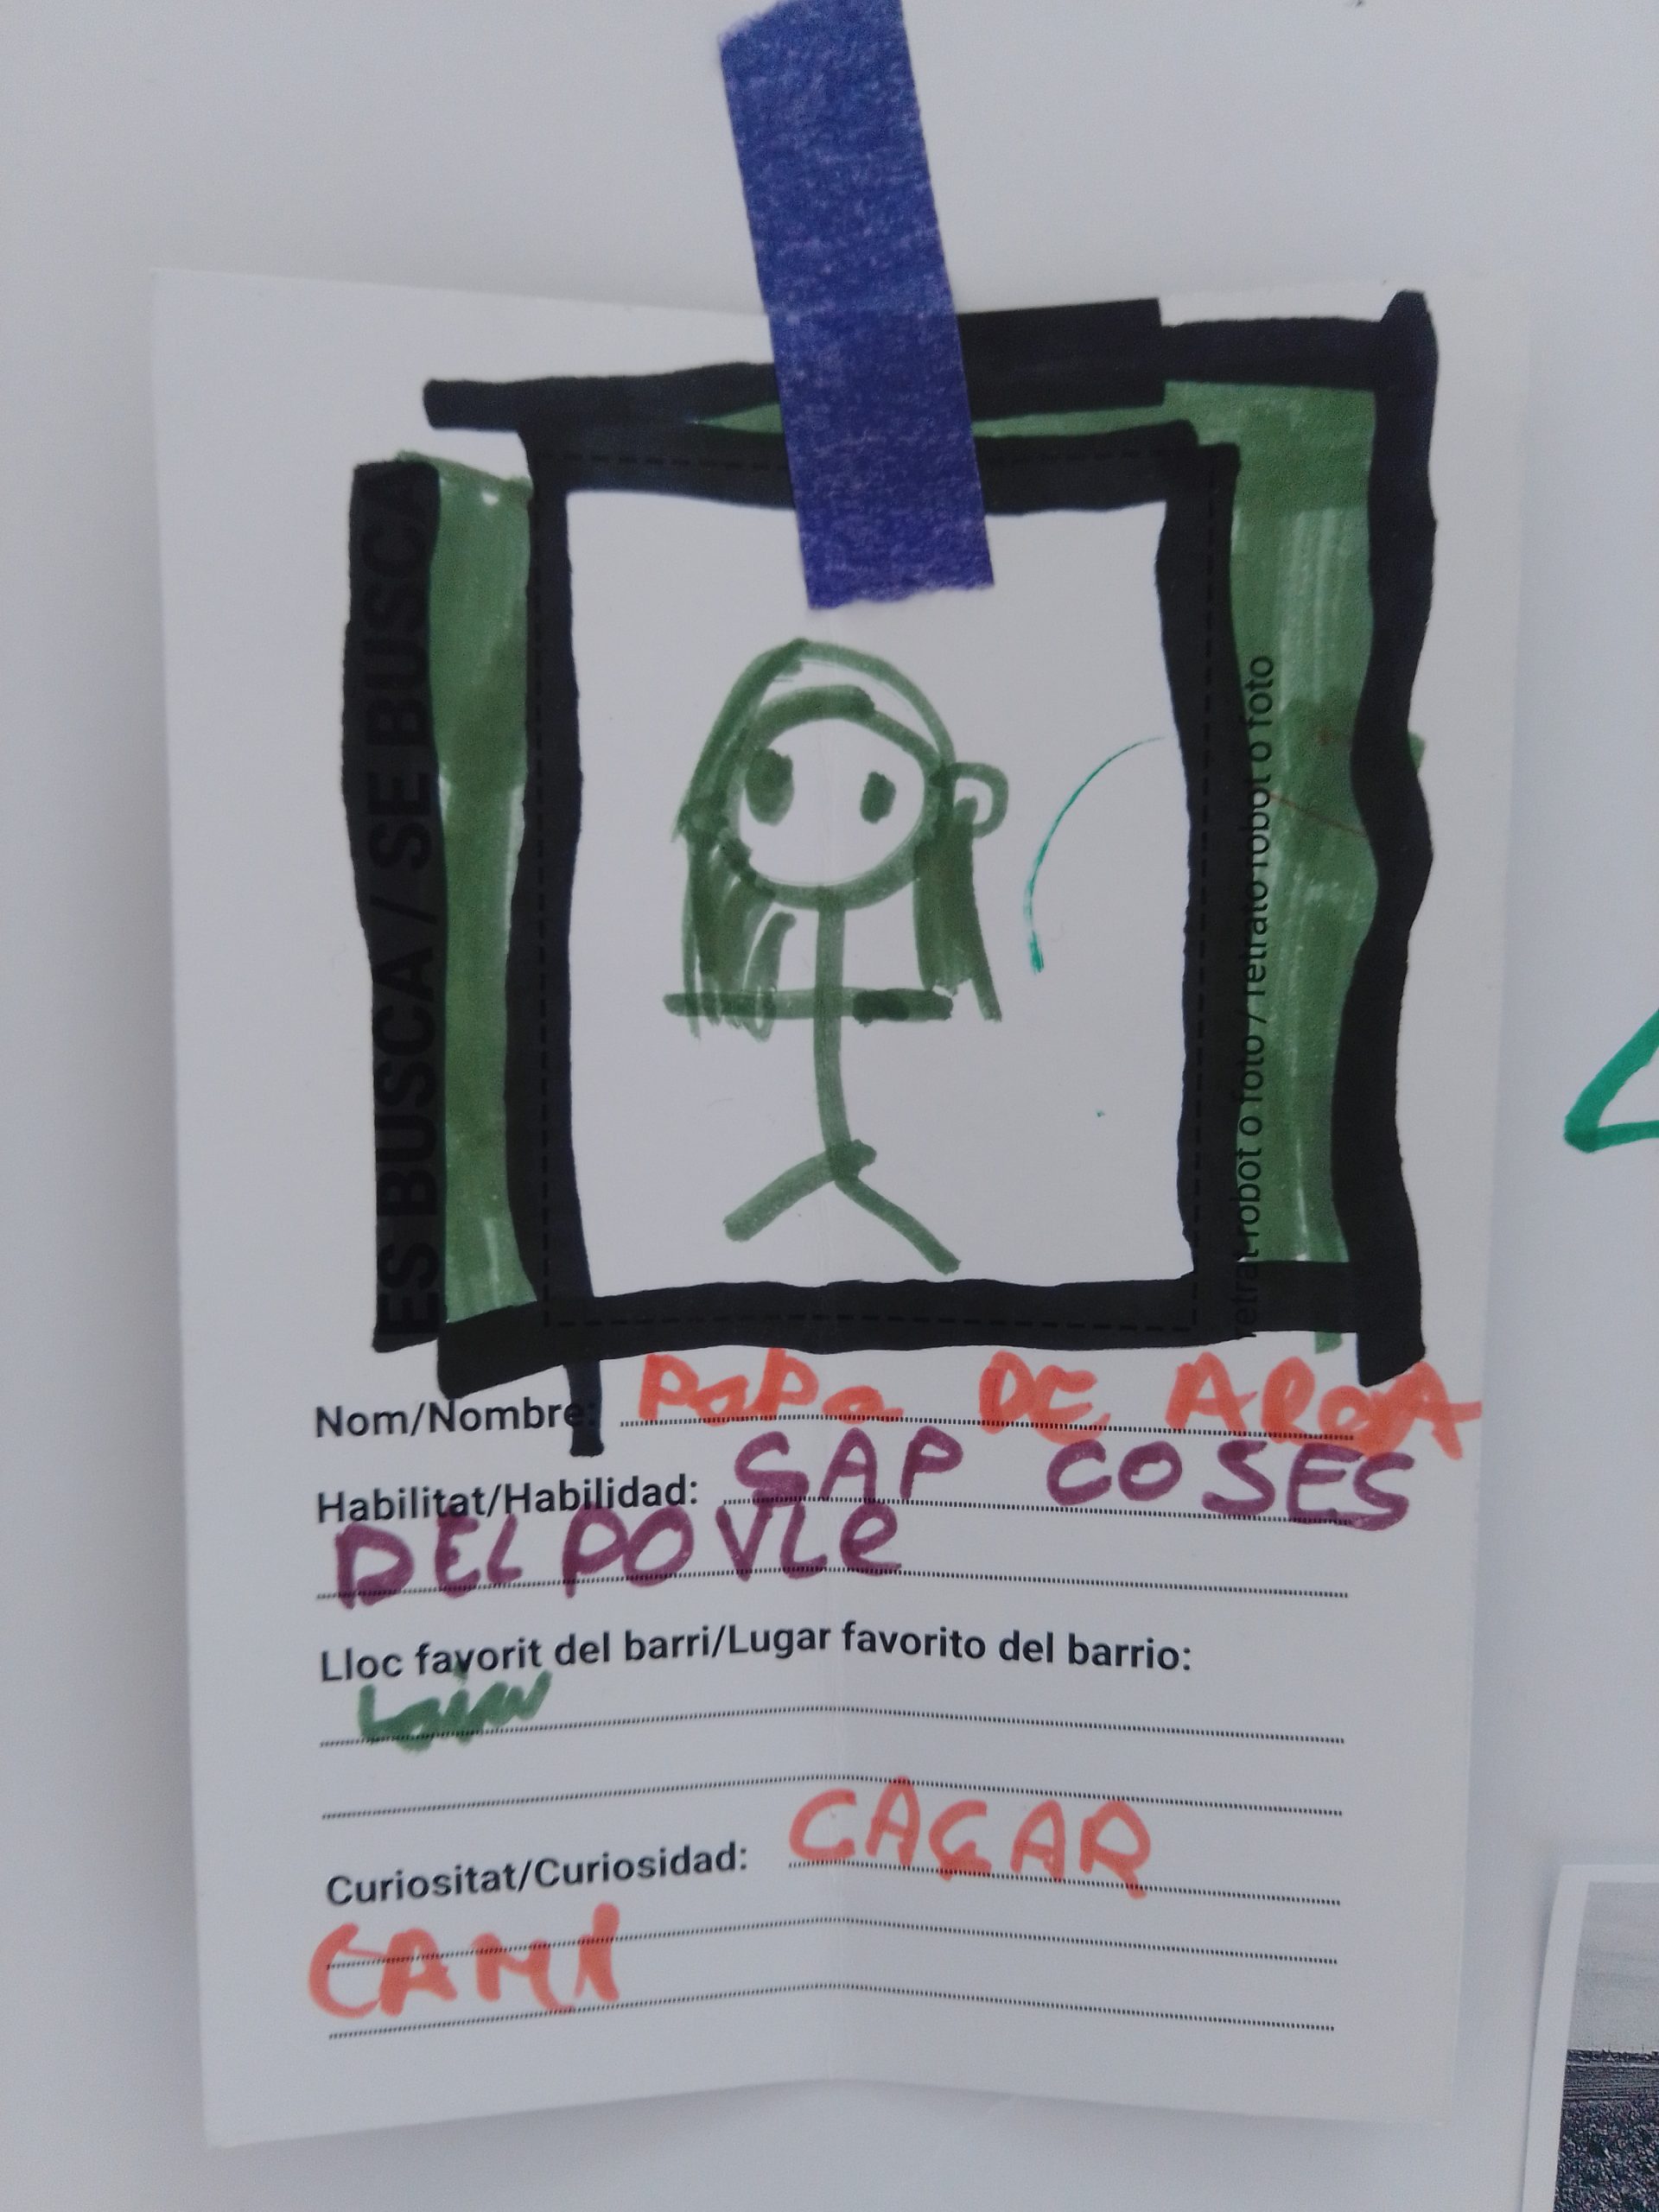 ES BUSCA / SE BUSCA
retrat robot o foto / retrato robot o foto
Nom/Nombre: PaPa DE AROA
Habilitat/Habilidad: SAP COSES
DEL POVLe
Lloc favorit del barri/Lugar favorito del barrio:
Curiositat/Curiosidad: CAGAR
CAMI